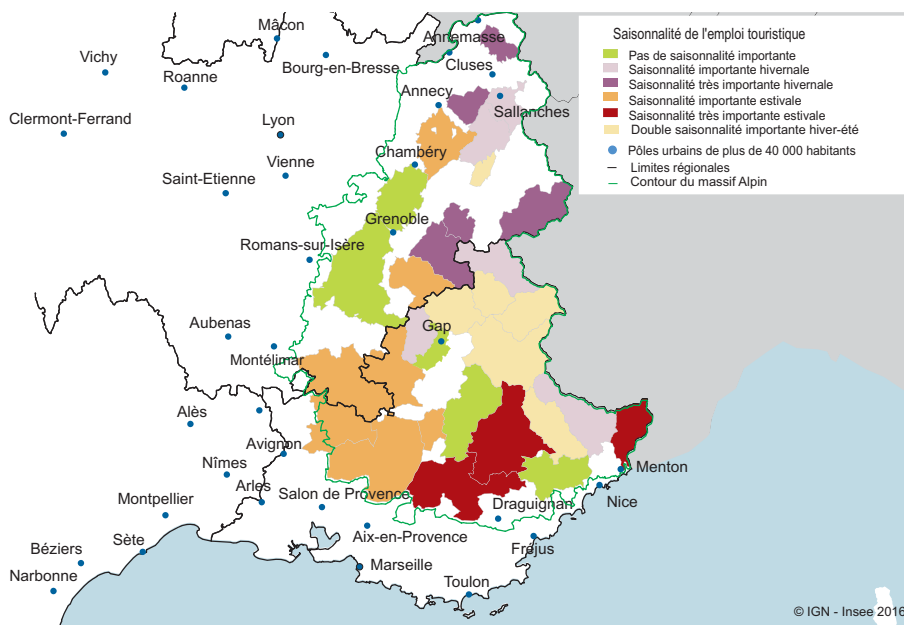 Mâcon
Annemasse
Vichy
Bourg-en-Bresse
Cluses
Roanne
Annecy
Sallanches
Clermont-Ferrand
Lyon
Chambéry
Vienne
Saint-Etienne
Grenoble
Romans-sur-Isère
Aubenas
Gap
Montélimar
Alès
Avignon
Nîmes
Menton
Arles
Salon de Provence
Montpellier
Draguignan
Nice
Aix-en-Provence
Sète
Fréjus
Béziers
Marseille
Narbonne
Toulon
Saisonnalité de l'emploi touristique
Pas de saisonnalité importante
Saisonnalité importante hivernale
Saisonnalité très importante hivernale
Saisonnalité importante estivale
Saisonnalité très importante estivale
Double saisonnalité importante hiver-été
Pôles urbains de plus de 40 000 habitants
Limites régionales
Contour du massif Alpin
© IGN - Insee 2016